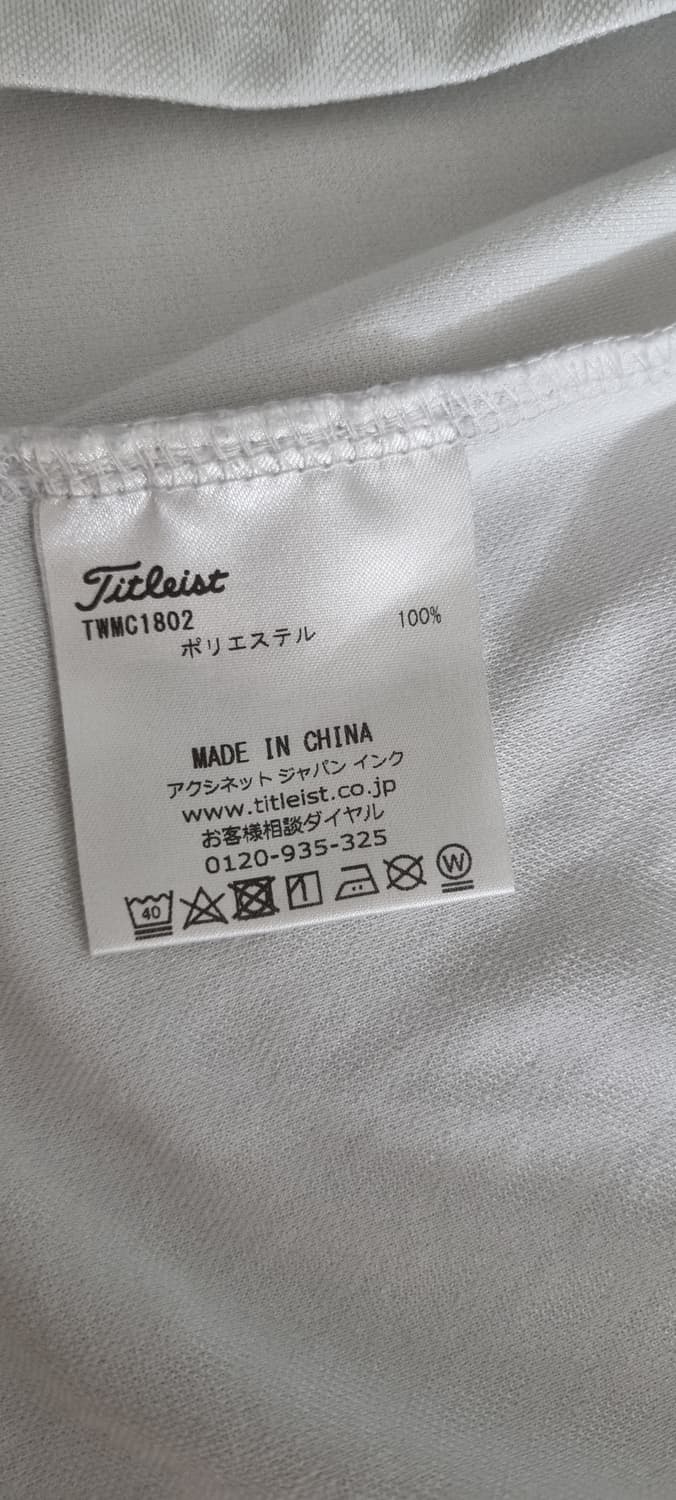 Titleist
TWMC1802
ポリエステル 100%
MADE IN CHINA
アクシネット ジャパン インク
www.titleist.co.jp
お客様相談ダイヤル
0120-935-325
40 W